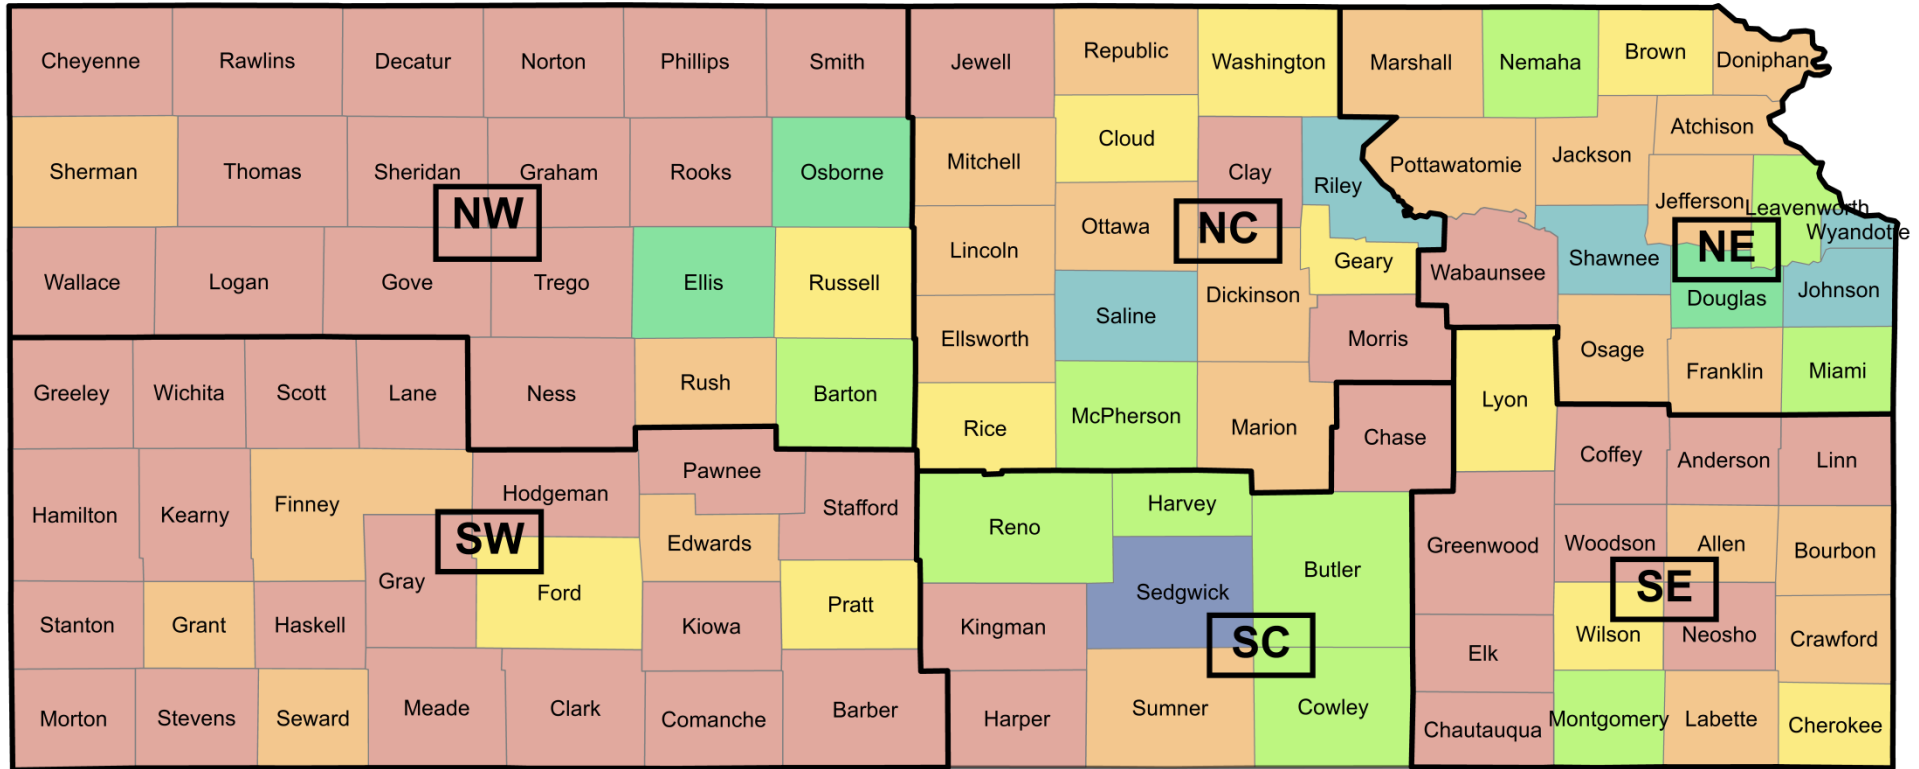 Cheyenne
Rawlins
Decatur
Norton
Phillips
Smith
Jewell
Republic
Washington
Marshall
Nemaha
Brown
Doniphan
Sherman
Thomas
Sheridan
Graham
Rooks
Osborne
Mitchell
Cloud
Clay
Riley
Pottawatomie
Jackson
Atchison
Jefferson
Leavenworth
Wyandotte
NW
NC
NE
Wallace
Logan
Gove
Trego
Ellis
Russell
Lincoln
Ottawa
Dickinson
Geary
Wabaunsee
Shawnee
Douglas
Johnson
Ellsworth
Saline
Morris
Osage
Franklin
Miami
Greeley
Wichita
Scott
Lane
Ness
Rush
Barton
Rice
McPherson
Marion
Chase
Lyon
Coffey
Anderson
Linn
Hamilton
Kearny
Finney
Hodgeman
Pawnee
Stafford
Edwards
Reno
Harvey
Butler
Greenwood
Woodson
Allen
Bourbon
SW
Gray
Ford
Pratt
Kiowa
Sedgwick
Kingman
SC
SE
Stanton
Grant
Haskell
Elk
Wilson
Neosho
Crawford
Morton
Stevens
Seward
Meade
Clark
Comanche
Barber
Harper
Sumner
Cowley
Chautauqua
Montgomery
Labette
Cherokee